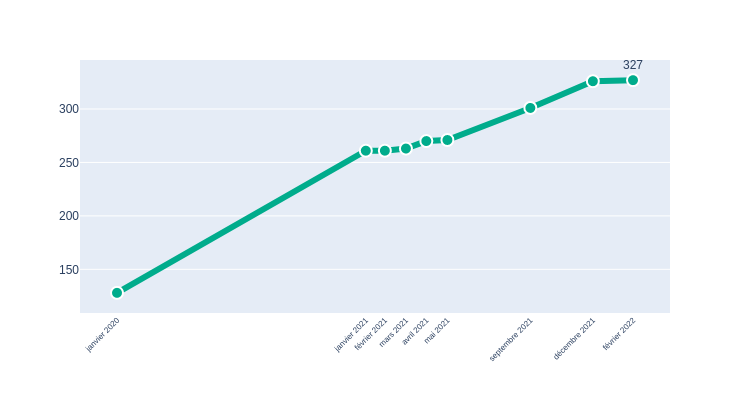 327
300
250
200
150
janvier 2020
janvier 2021
février 2021
mars 2021
avril 2021
mai 2021
septembre 2021
décembre 2021
février 2022